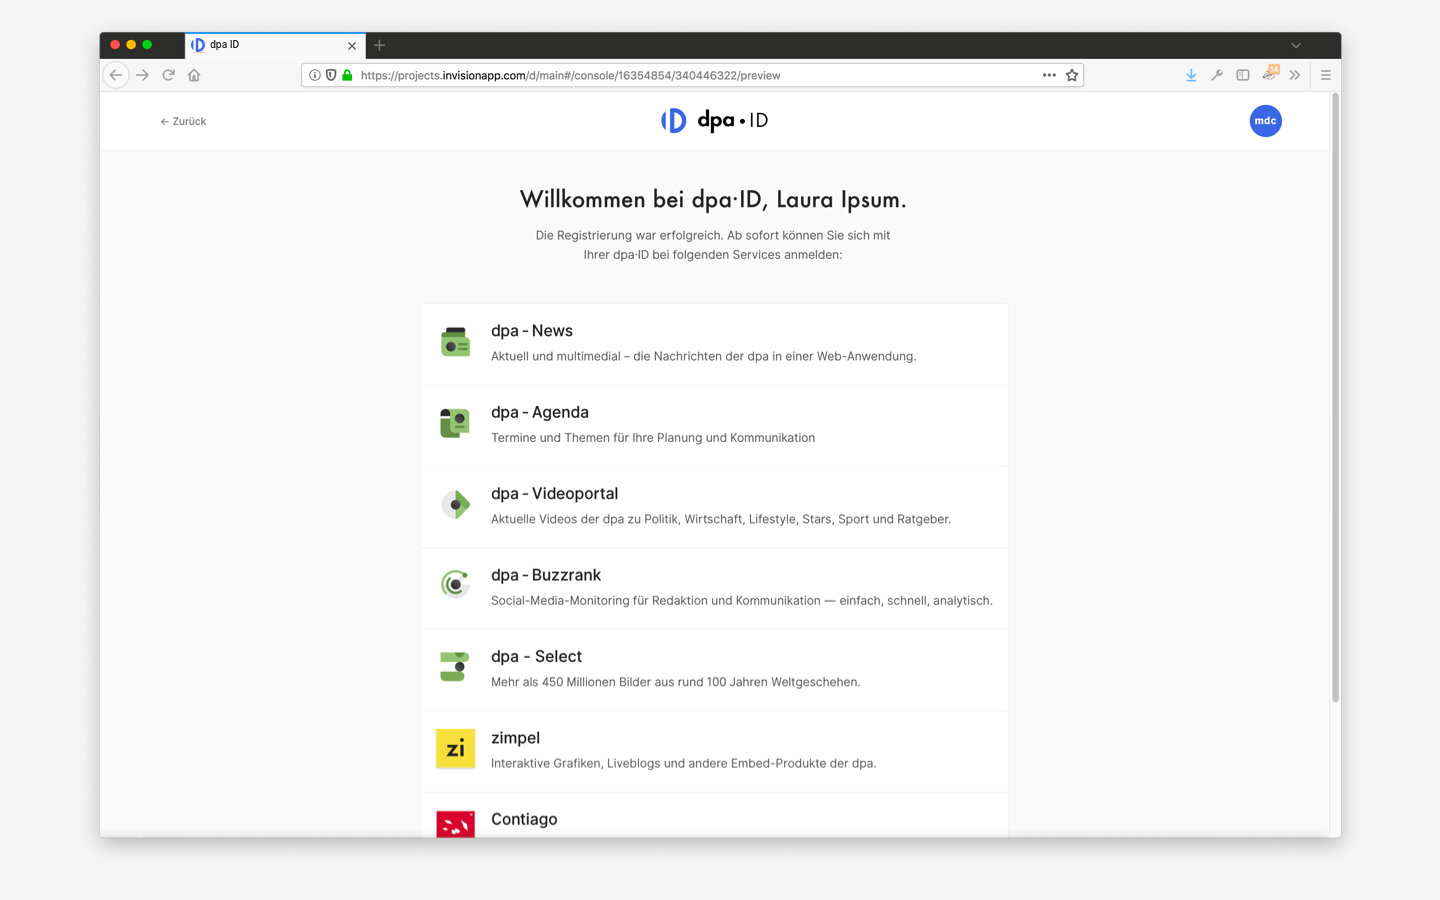 dpa ID
https://projects.invisionapp.com/d/main#/console/16354854/340446322/preview
14
← Zurück
dpa • ID
mdc
Willkommen bei dpa·ID, Laura Ipsum.
Die Registrierung war erfolgreich. Ab sofort können Sie sich mit
Ihrer dpa·ID bei folgenden Services anmelden:
dpa - News
Aktuell und multimedial – die Nachrichten der dpa in einer Web-Anwendung.
dpa - Agenda
Termine und Themen für Ihre Planung und Kommunikation
dpa - Videoportal
Aktuelle Videos der dpa zu Politik, Wirtschaft, Lifestyle, Stars, Sport und Ratgeber.
dpa - Buzzrank
Social-Media-Monitoring für Redaktion und Kommunikation — einfach, schnell, analytisch.
dpa - Select
Mehr als 450 Millionen Bilder aus rund 100 Jahren Weltgeschehen.
zi
zimpel
Interaktive Grafiken, Liveblogs und andere Embed-Produkte der dpa.
Contiago